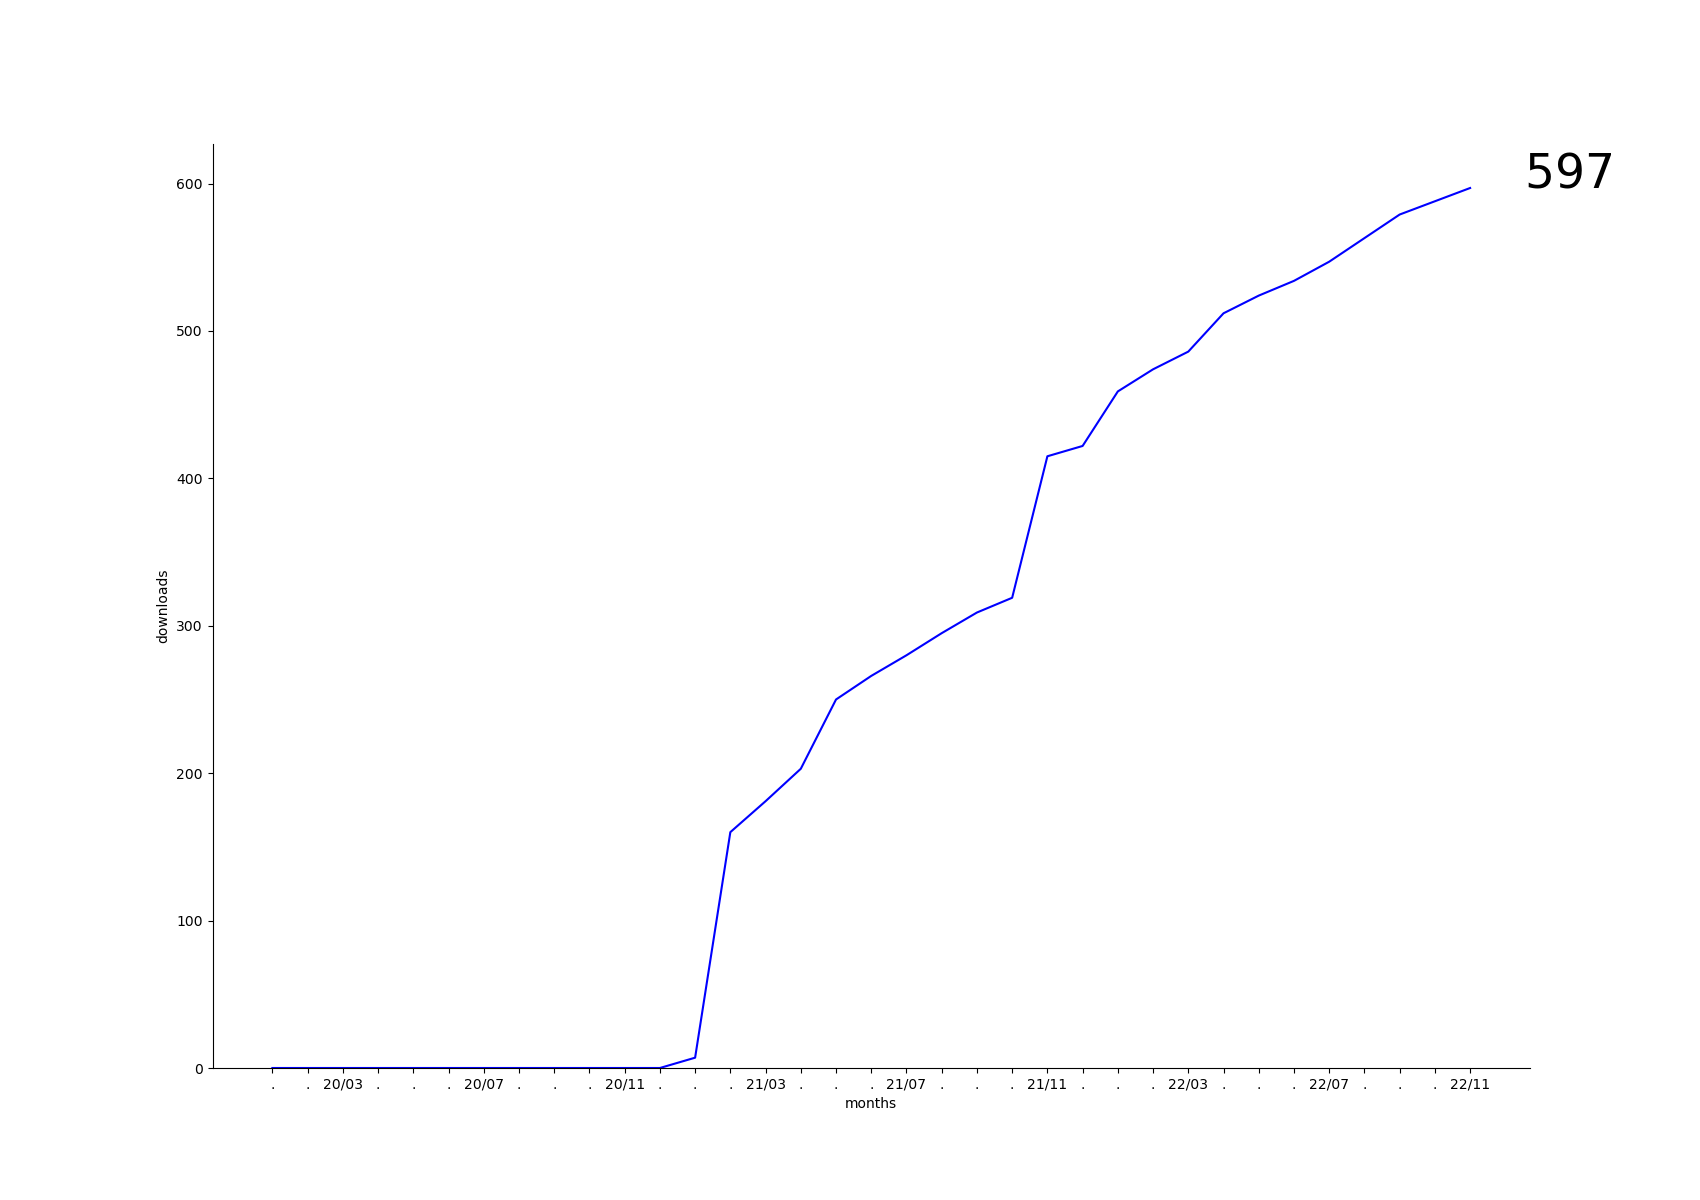 597
600
500
400
300
200
100
0
downloads
. . 20/03 . . . 20/07 . . . 20/11 . . . 21/03 . . . 21/07 . . . 21/11 . . . 22/03 . . . 22/07 . . . 22/11
months